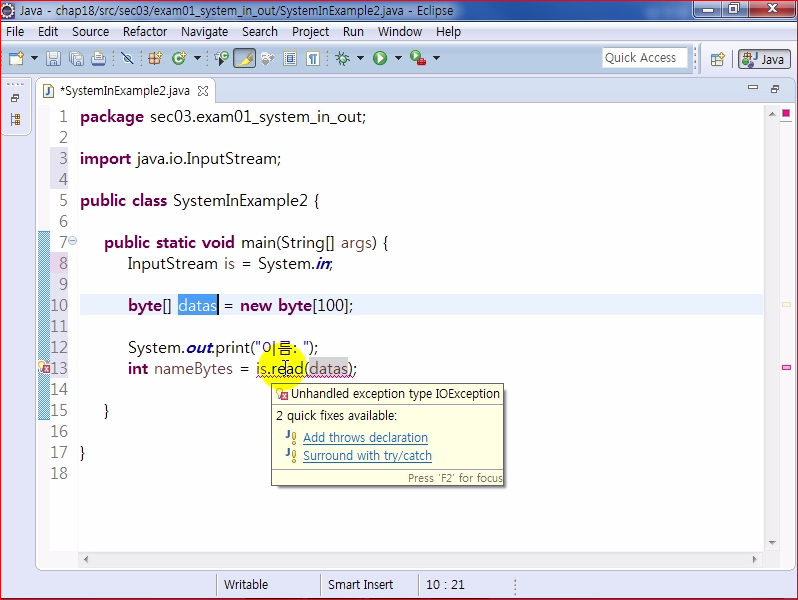 Java - chap18/src/sec03/exam01_system_in_out/SystemInExample2.java - Eclipse
File Edit Source Refactor Navigate Search Project Run Window Help
Quick Access
Java
*SystemInExample2.java
1 package sec03.exam01_system_in_out;
2
3 import java.io.InputStream;
4
5 public class SystemInExample2 {
6
7 public static void main(String[] args) {
8 InputStream is = System.in;
9
10 byte[] datas = new byte[100];
11
12 System.out.print("이름: ");
13 int nameBytes = is.read(datas);
14
15 }
16
17 }
18
Unhandled exception type IOException
2 quick fixes available:
Add throws declaration
Surround with try/catch
Press 'F2' for focus
Writable Smart Insert 10 : 21